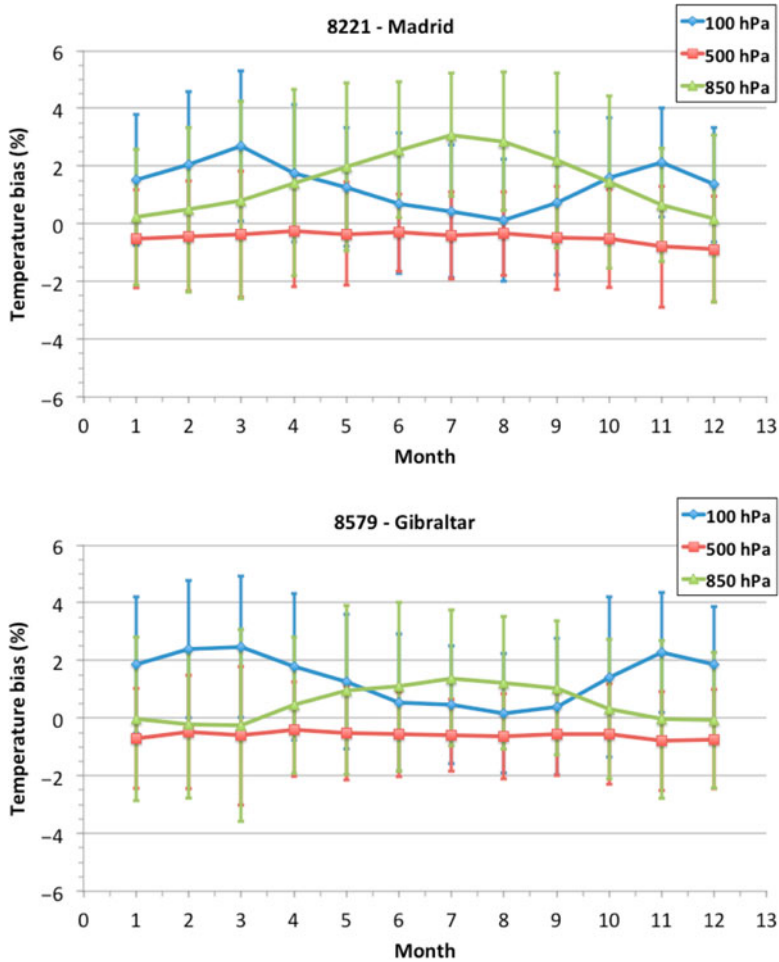 8221 - Madrid
100 hPa
500 hPa
850 hPa
Temperature bias (%)
6
4
2
0
−2
−4
−6
0 1 2 3 4 5 6 7 8 9 10 11 12 13
Month
8579 - Gibraltar
100 hPa
500 hPa
850 hPa
Temperature bias (%)
6
4
2
0
−2
−4
−6
0 1 2 3 4 5 6 7 8 9 10 11 12 13
Month